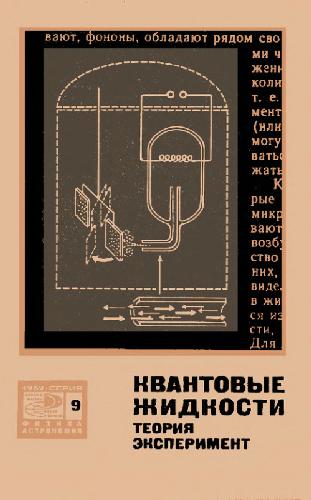 вают, фононы, обладают рядом сво
ми ч
жени
коли
т. е.
мент
(или
могу
ватьс
жать
К
рые
микр
вают
возбу
ство
них,
виде
в жи
ся из
сти,
Для
КВАНТОВЫЕ
ЖИДКОСТИ
ТЕОРИЯ
ЭКСПЕРИМЕНТ
СЕРИЯ
9
ФИЗИКА
АСТРОНОМИЯ